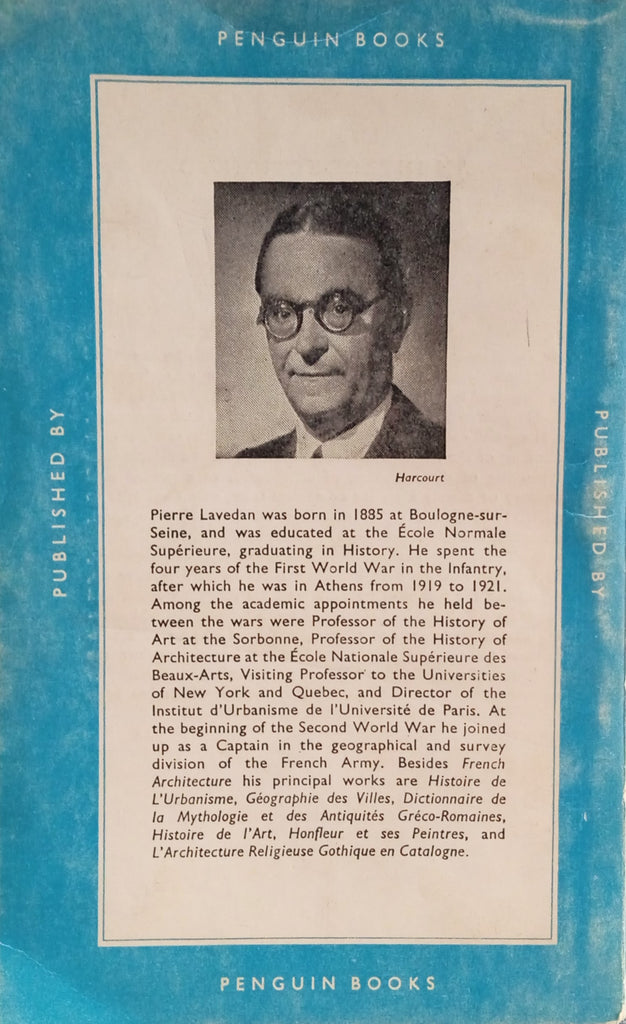 PENGUIN BOOKS
PUBLISHED BY
PUBLISHED BY
Harcourt
Pierre Lavedan was born in 1885 at Boulogne-sur-
Seine, and was educated at the École Normale
Supérieure, graduating in History. He spent the
four years of the First World War in the Infantry,
after which he was in Athens from 1919 to 1921.
Among the academic appointments he held be-
tween the wars were Professor of the History of
Art at the Sorbonne, Professor of the History of
Architecture at the École Nationale Supérieure des
Beaux-Arts, Visiting Professor to the Universities
of New York and Quebec, and Director of the
Institut d'Urbanisme de l'Université de Paris. At
the beginning of the Second World War he joined
up as a Captain in the geographical and survey
division of the French Army. Besides French
Architecture his principal works are Histoire de
L'Urbanisme, Géographie des Villes, Dictionnaire de
la Mythologie et des Antiquités Gréco-Romaines,
Histoire de l'Art, Honfleur et ses Peintres, and
L'Architecture Religieuse Gothique en Catalogne.
PENGUIN BOOKS